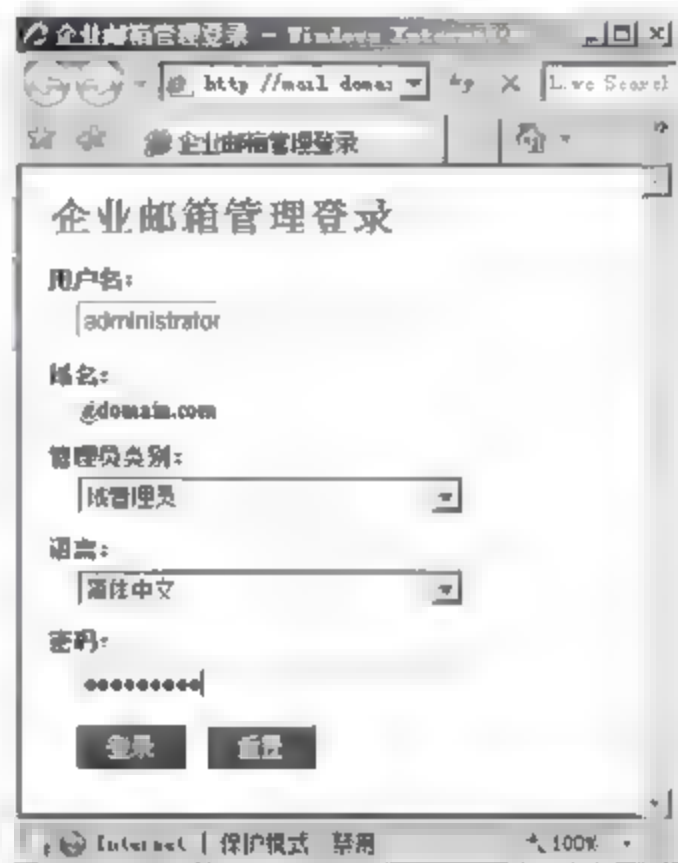 企业邮箱管理登录 - Windows Internet
http://mail.domai
Live Search
企业邮箱管理登录
企业邮箱管理登录
用户名:
administrator
域名:
@domain.com
管理员类别:
域管理员
语言:
简体中文
密码:
登录 重置
Internet | 保护模式: 禁用 100%